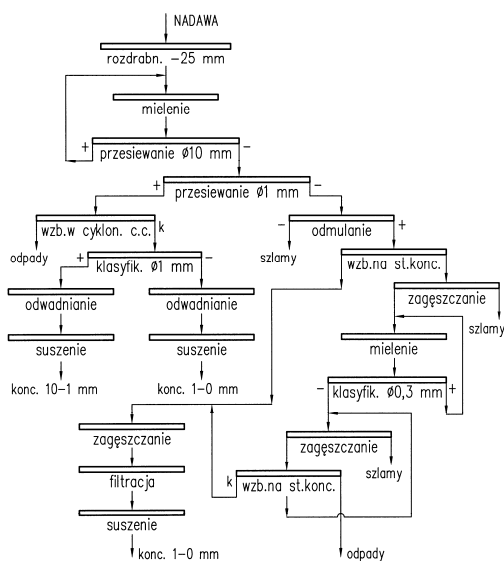 NADAWA
rozdrabn. -25 mm
mielenie
+ -
przesiewanie ø10 mm
+ -
przesiewanie ø1 mm
wzb.w cyklon. c.c. k
odpady
- +
odmulanie
szlamy
+ -
klasyfik. ø1 mm
wzb.na st.konc.
odwadnianie
odwadnianie
zagęszczanie
szlamy
suszenie
suszenie
mielenie
konc. 10-1 mm
konc. 1-0 mm
- +
klasyfik. ø0,3 mm
zagęszczanie
zagęszczanie
szlamy
filtracja
k
wzb.na st.konc.
suszenie
konc. 1-0 mm
odpady